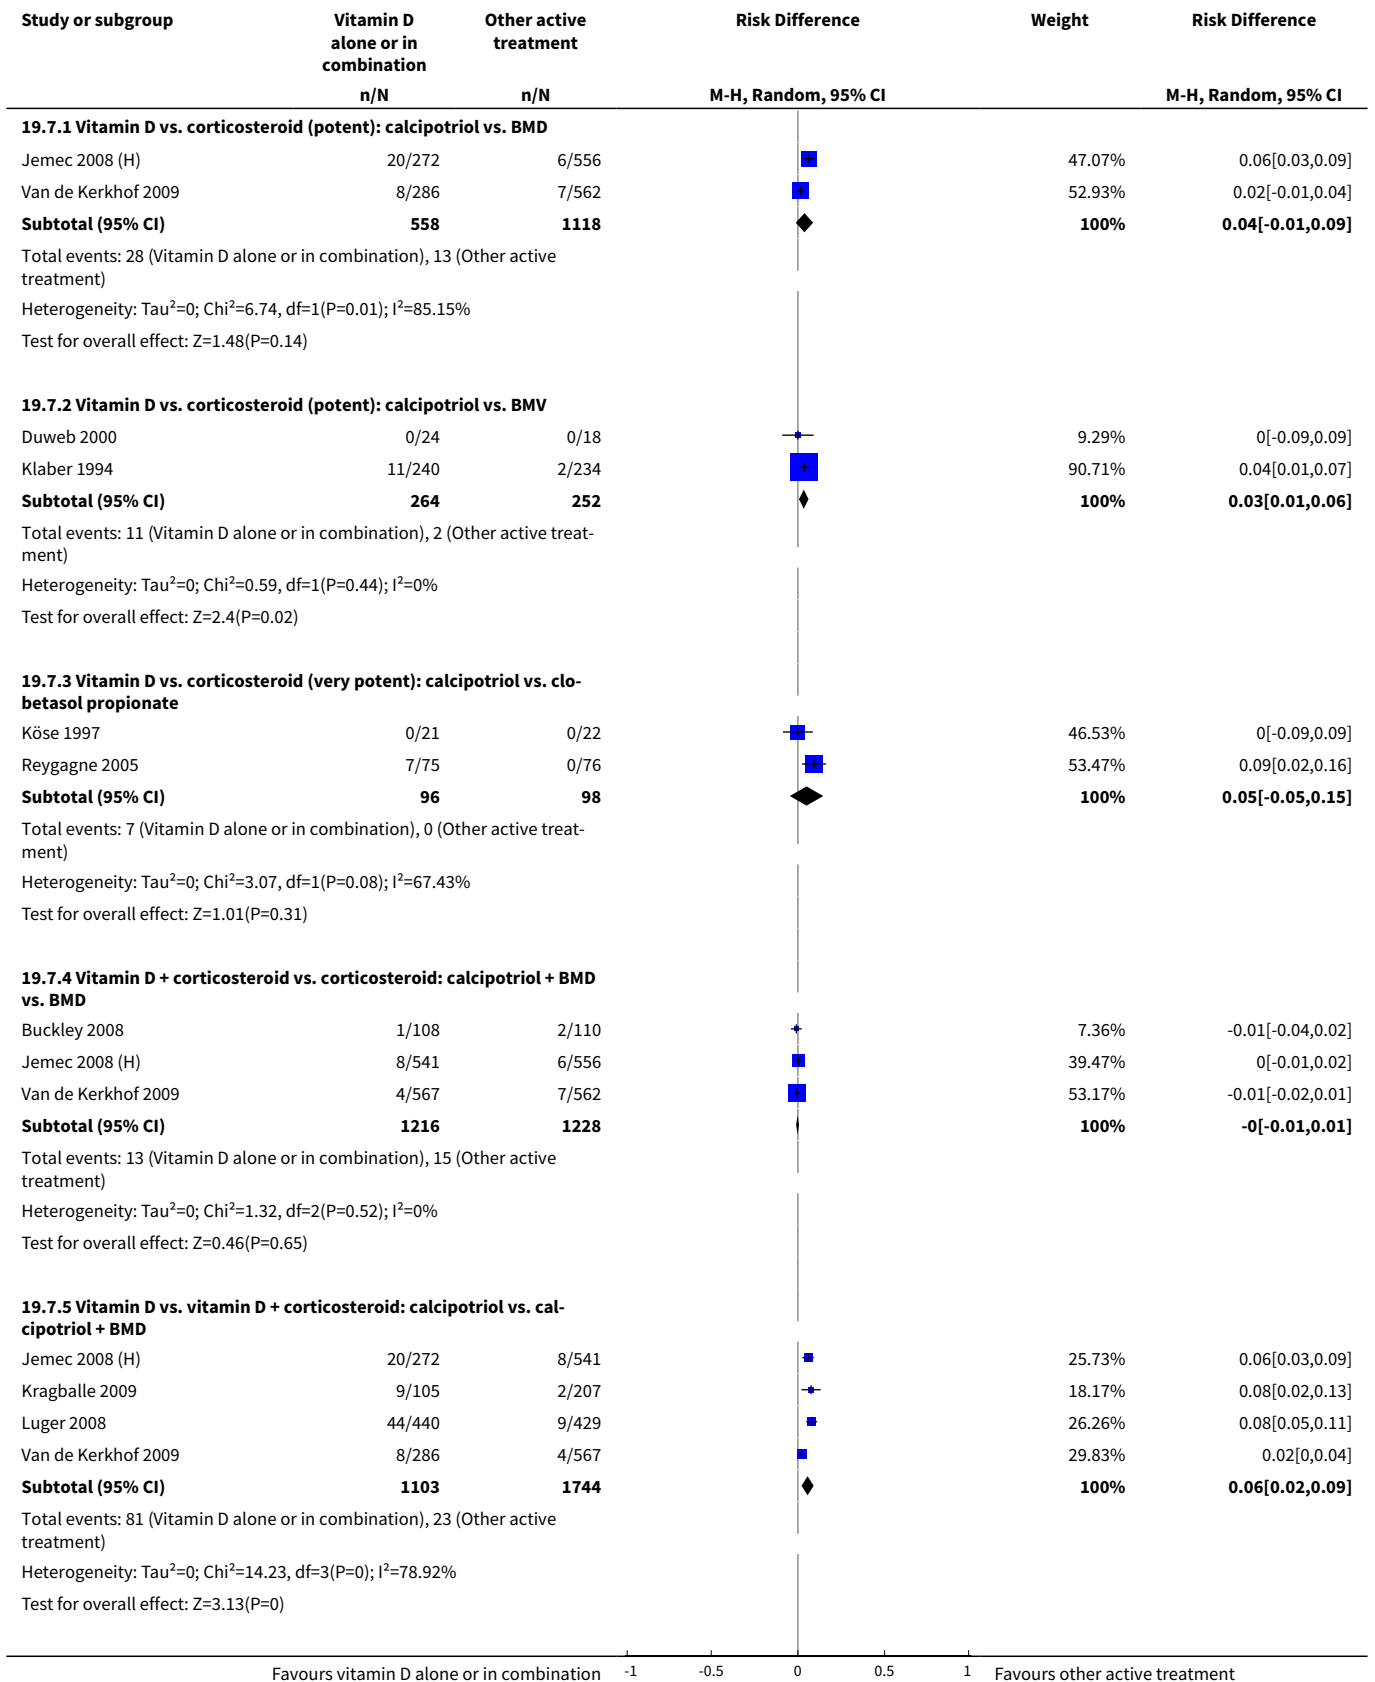 Study or subgroup Vitamin D alone or in combination Other active treatment Risk Difference Weight Risk Difference
n/N n/N M-H, Random, 95% CI M-H, Random, 95% CI
19.7.1 Vitamin D vs. corticosteroid (potent): calcipotriol vs. BMD
Jemec 2008 (H) 20/272 6/556 47.07% 0.06[0.03,0.09]
Van de Kerkhof 2009 8/286 7/562 52.93% 0.02[-0.01,0.04]
Subtotal (95% CI) 558 1118 100% 0.04[-0.01,0.09]
Total events: 28 (Vitamin D alone or in combination), 13 (Other active
treatment)
Heterogeneity: Tau²=0; Chi²=6.74, df=1(P=0.01); I²=85.15%
Test for overall effect: Z=1.48(P=0.14)
19.7.2 Vitamin D vs. corticosteroid (potent): calcipotriol vs. BMV
Duweb 2000 0/24 0/18 9.29% 0[-0.09,0.09]
Klaber 1994 11/240 2/234 90.71% 0.04[0.01,0.07]
Subtotal (95% CI) 264 252 100% 0.03[0.01,0.06]
Total events: 11 (Vitamin D alone or in combination), 2 (Other active treat-
ment)
Heterogeneity: Tau²=0; Chi²=0.59, df=1(P=0.44); I²=0%
Test for overall effect: Z=2.4(P=0.02)
19.7.3 Vitamin D vs. corticosteroid (very potent): calcipotriol vs. clo-
betasol propionate
Köse 1997 0/21 0/22 46.53% 0[-0.09,0.09]
Reygagne 2005 7/75 0/76 53.47% 0.09[0.02,0.16]
Subtotal (95% CI) 96 98 100% 0.05[-0.05,0.15]
Total events: 7 (Vitamin D alone or in combination), 0 (Other active treat-
ment)
Heterogeneity: Tau²=0; Chi²=3.07, df=1(P=0.08); I²=67.43%
Test for overall effect: Z=1.01(P=0.31)
19.7.4 Vitamin D + corticosteroid vs. corticosteroid: calcipotriol + BMD
vs. BMD
Buckley 2008 1/108 2/110 7.36% -0.01[-0.04,0.02]
Jemec 2008 (H) 8/541 6/556 39.47% 0[-0.01,0.02]
Van de Kerkhof 2009 4/567 7/562 53.17% -0.01[-0.02,0.01]
Subtotal (95% CI) 1216 1228 100% -0[-0.01,0.01]
Total events: 13 (Vitamin D alone or in combination), 15 (Other active
treatment)
Heterogeneity: Tau²=0; Chi²=1.32, df=2(P=0.52); I²=0%
Test for overall effect: Z=0.46(P=0.65)
19.7.5 Vitamin D vs. vitamin D + corticosteroid: calcipotriol vs. cal-
cipotriol + BMD
Jemec 2008 (H) 20/272 8/541 25.73% 0.06[0.03,0.09]
Kragballe 2009 9/105 2/207 18.17% 0.08[0.02,0.13]
Luger 2008 44/440 9/429 26.26% 0.08[0.05,0.11]
Van de Kerkhof 2009 8/286 4/567 29.83% 0.02[0,0.04]
Subtotal (95% CI) 1103 1744 100% 0.06[0.02,0.09]
Total events: 81 (Vitamin D alone or in combination), 23 (Other active
treatment)
Heterogeneity: Tau²=0; Chi²=14.23, df=3(P=0); I²=78.92%
Test for overall effect: Z=3.13(P=0)
Favours vitamin D alone or in combination -1 -0.5 0 0.5 1 Favours other active treatment